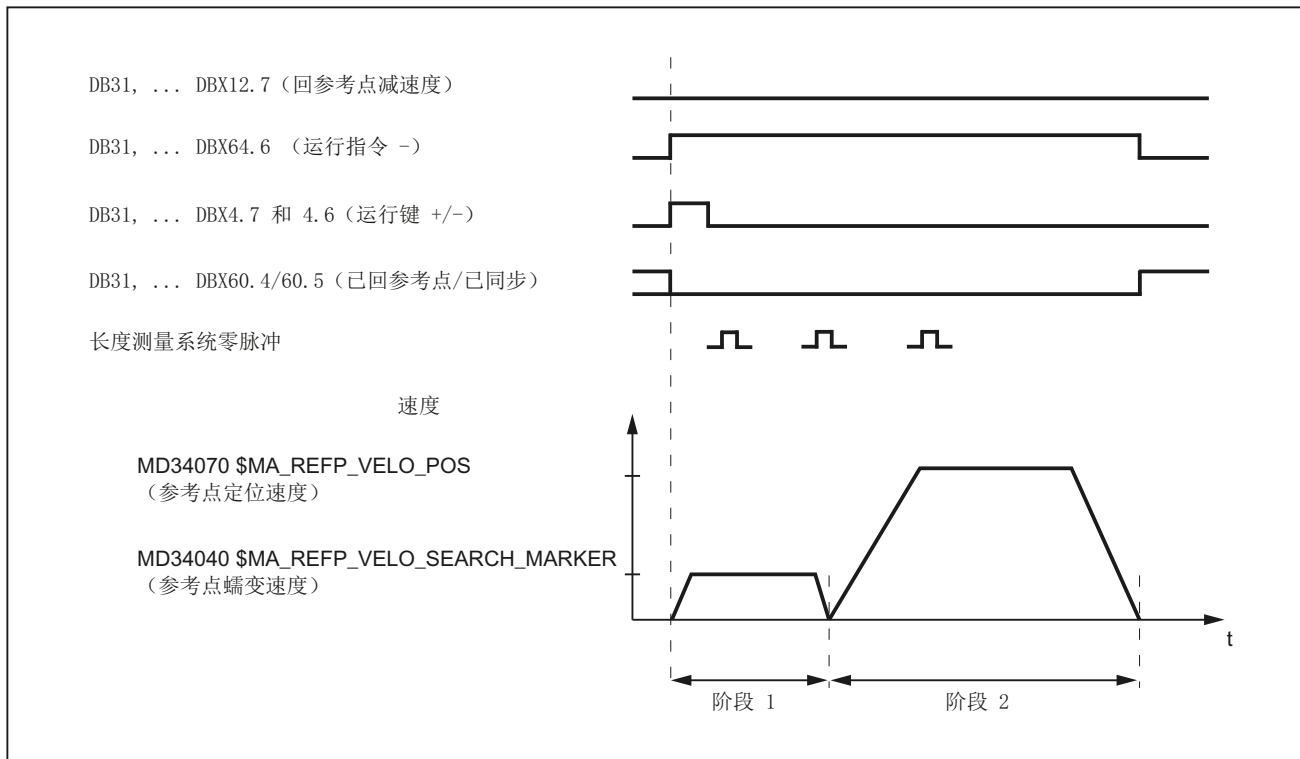 DB31, ... DBX12.7（回参考点减速度）
DB31, ... DBX64.6 （运行指令 -）
DB31, ... DBX4.7 和 4.6（运行键 +/-）
DB31, ... DBX60.4/60.5（已回参考点/已同步）
长度测量系统零脉冲
速度
MD34070 $MA_REFP_VELO_POS
（参考点定位速度）
MD34040 $MA_REFP_VELO_SEARCH_MARKER
（参考点蠕变速度）
t
阶段 1
阶段 2